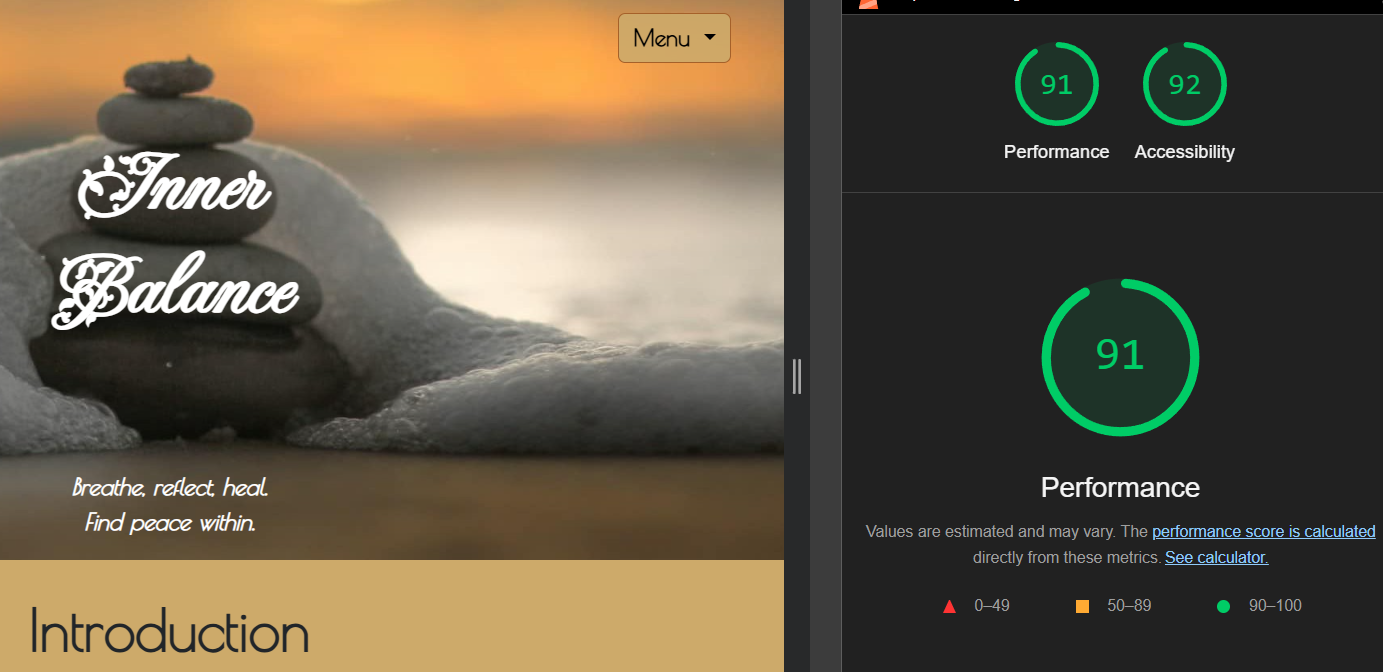 Menu
Inner
Balance
Breathe, reflect, heal.
Find peace within.
Introduction
91
92
Performance
Accessibility
91
Performance
Values are estimated and may vary. The performance score is calculated
directly from these metrics. See calculator.
0–49
50–89
90–100